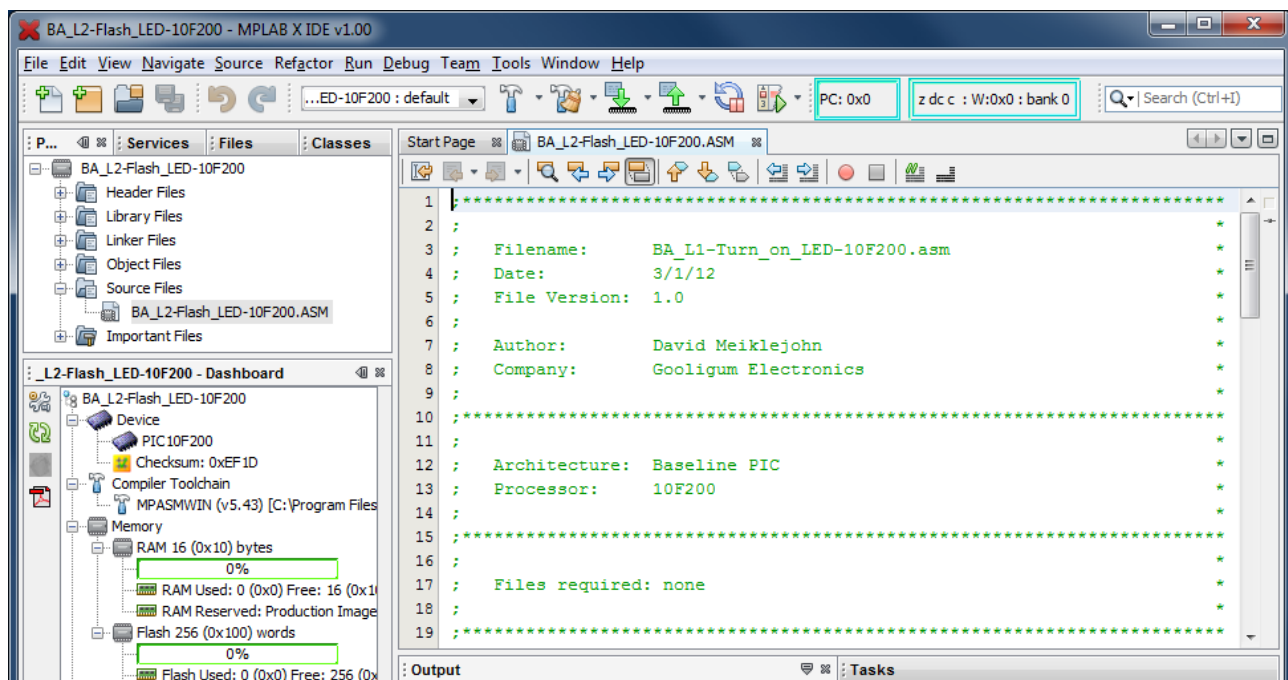 BA_L2-Flash_LED-10F200 - MPLAB X IDE v1.00
File Edit View Navigate Source Refactor Run Debug Team Tools Window Help
...ED-10F200 : default PC: 0x0 z dc c : W:0x0 : bank 0 Search (Ctrl+I)
P... Services Files Classes
BA_L2-Flash_LED-10F200
Header Files
Library Files
Linker Files
Object Files
Source Files
BA_L2-Flash_LED-10F200.ASM
Important Files
_L2-Flash_LED-10F200 - Dashboard
BA_L2-Flash_LED-10F200
Device
PIC10F200
Checksum: 0xEF1D
Compiler Toolchain
MPASMWIN (v5.43) [C:\Program Files
Memory
RAM 16 (0x10) bytes
0%
RAM Used: 0 (0x0) Free: 16 (0x1
RAM Reserved: Production Image
Flash 256 (0x100) words
0%
Flash Used: 0 (0x0) Free: 256 (0x
Start Page BA_L2-Flash_LED-10F200.ASM
1 ;************************************************************************
2 ; *
3 ; Filename: BA_L1-Turn_on_LED-10F200.asm *
4 ; Date: 3/1/12 *
5 ; File Version: 1.0 *
6 ; *
7 ; Author: David Meiklejohn *
8 ; Company: Gooligum Electronics *
9 ; *
10 ;************************************************************************
11 ; *
12 ; Architecture: Baseline PIC *
13 ; Processor: 10F200 *
14 ; *
15 ;************************************************************************
16 ; *
17 ; Files required: none *
18 ; *
19 ;************************************************************************
Output Tasks